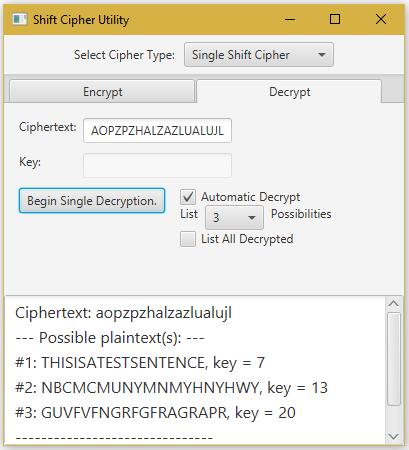 Shift Cipher Utility
Select Cipher Type: Single Shift Cipher
Encrypt Decrypt
Ciphertext: AOPZPZHALZAZLUALUJL
Key:
Begin Single Decryption. Automatic Decrypt
List 3 Possibilities
List All Decrypted
Ciphertext: aopzpzhalzazlualujl
--- Possible plaintext(s): ---
#1: THISISATESTSENTENCE, key = 7
#2: NBCMCMUNYMNMYHNYHWY, key = 13
#3: GUVFVFNGRFGFRAGRAPR, key = 20
-------------------------------